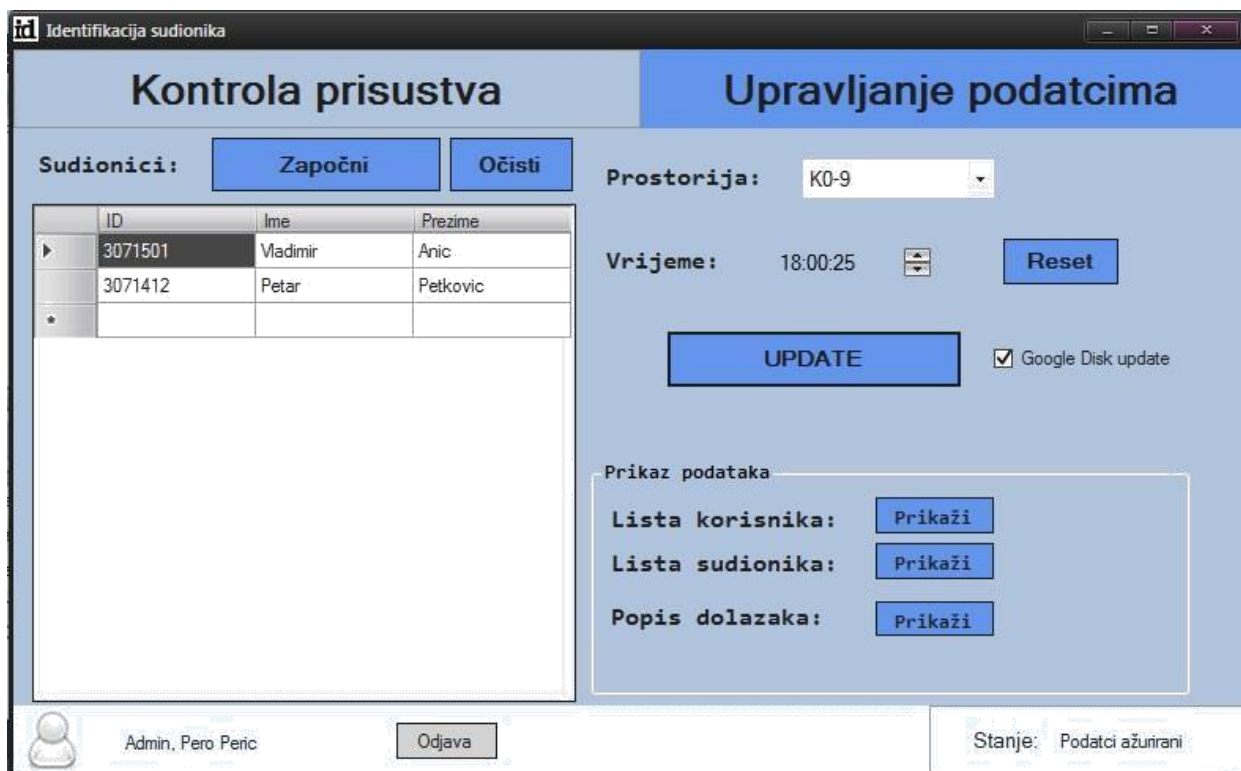 id Identifikacija sudionika
Kontrola prisustva
Upravljanje podatcima
Sudionici:
Započni
Očisti
ID Ime Prezime
3071501 Vladimir Anic
3071412 Petar Petkovic
*
Prostorija: K0-9
Vrijeme: 18:00:25 Reset
UPDATE
Google Disk update
Prikaz podataka
Lista korisnika: Prikaži
Lista sudionika: Prikaži
Popis dolazaka: Prikaži
Admin, Pero Peric
Odjava
Stanje: Podatci ažurirani